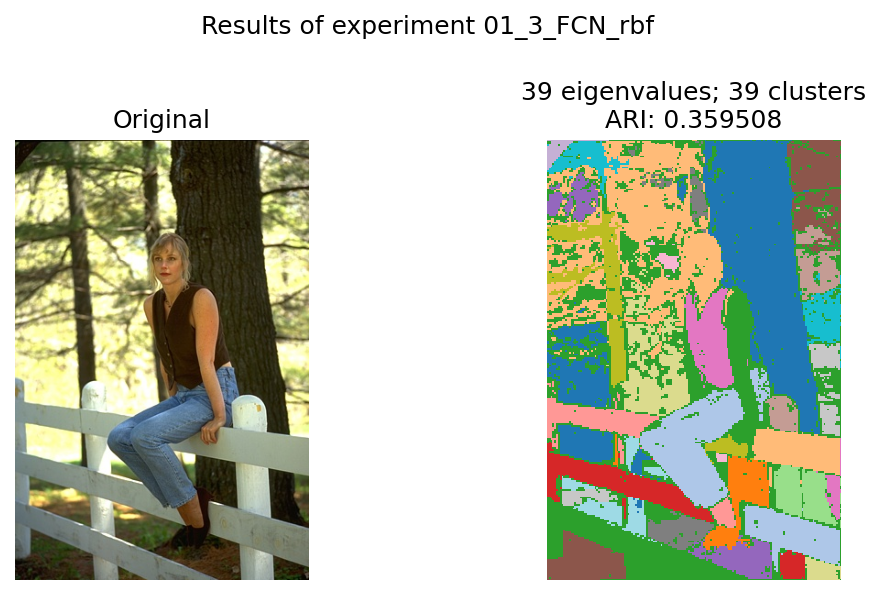 Results of experiment 01_3_FCN_rbf
Original
39 eigenvalues; 39 clusters
ARI: 0.359508